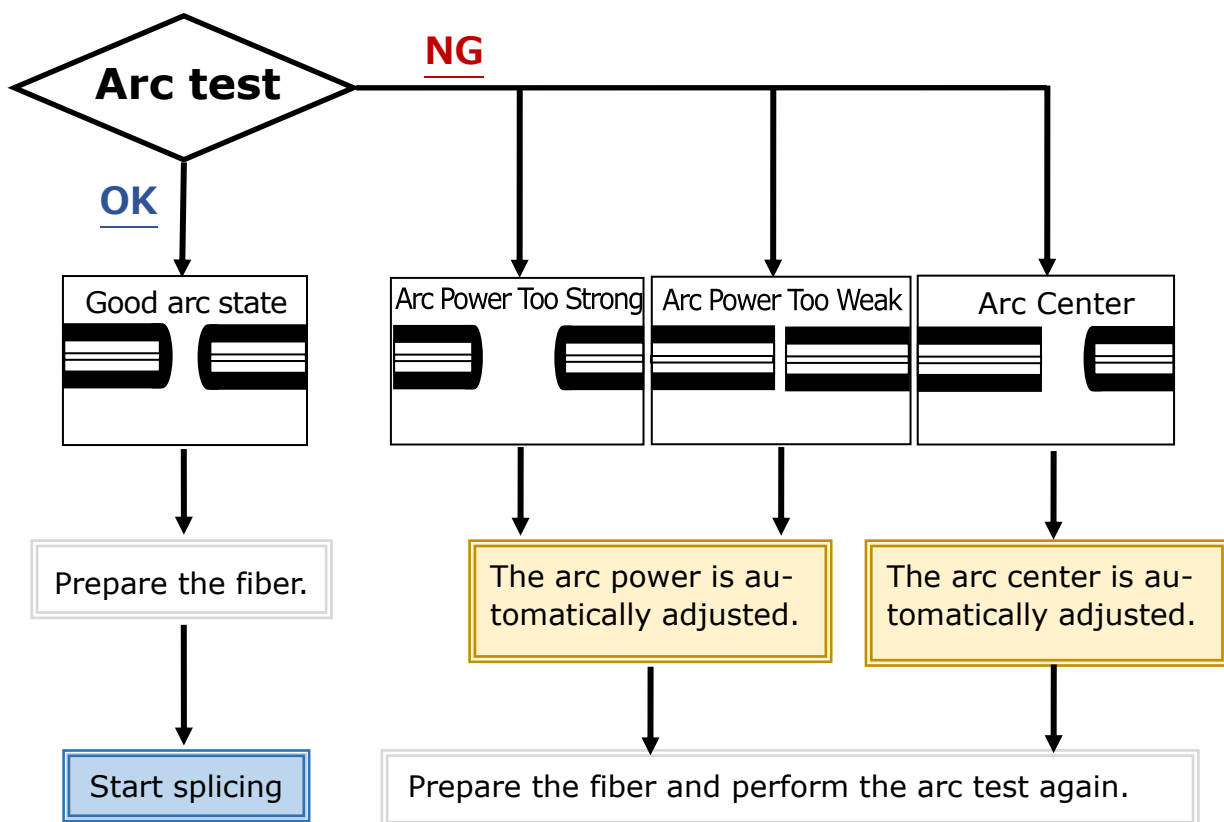 Arc test
NG
OK
Good arc state
Arc Power Too Strong
Arc Power Too Weak
Arc Center
Prepare the fiber.
The arc power is au-
tomatically adjusted.
The arc center is au-
tomatically adjusted.
Start splicing
Prepare the fiber and perform the arc test again.